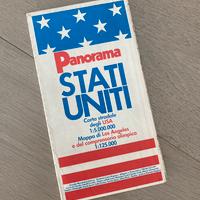 Panorama
STATI
UNITI
Carta stradale
degli USA
1:5.000.000
Mappa di Los Angeles
e del comprensorio olimpico
1:125.000